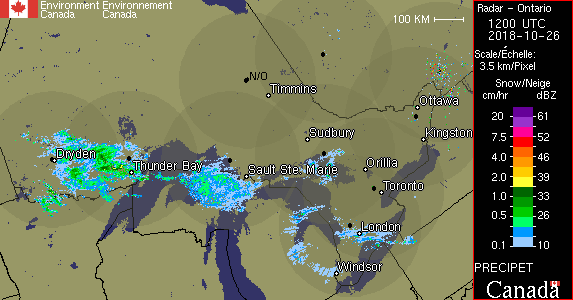 Environment Environnement
Canada Canada
100 KM
N/O
Timmins
Ottawa
Sudbury
Kingston
Dryden
Thunder Bay
Sault Ste. Marie
Orillia
Toronto
London
Windsor
Radar - Ontario
1200 UTC
2018-10-26
Scale/Échelle:
3.5 km/Pixel
Snow/Neige
cm/hr dBZ
20 61
7.5 52
4.0 46
2.0 39
1.0 33
0.5 26
0.1 10
PRECIPET
Canada